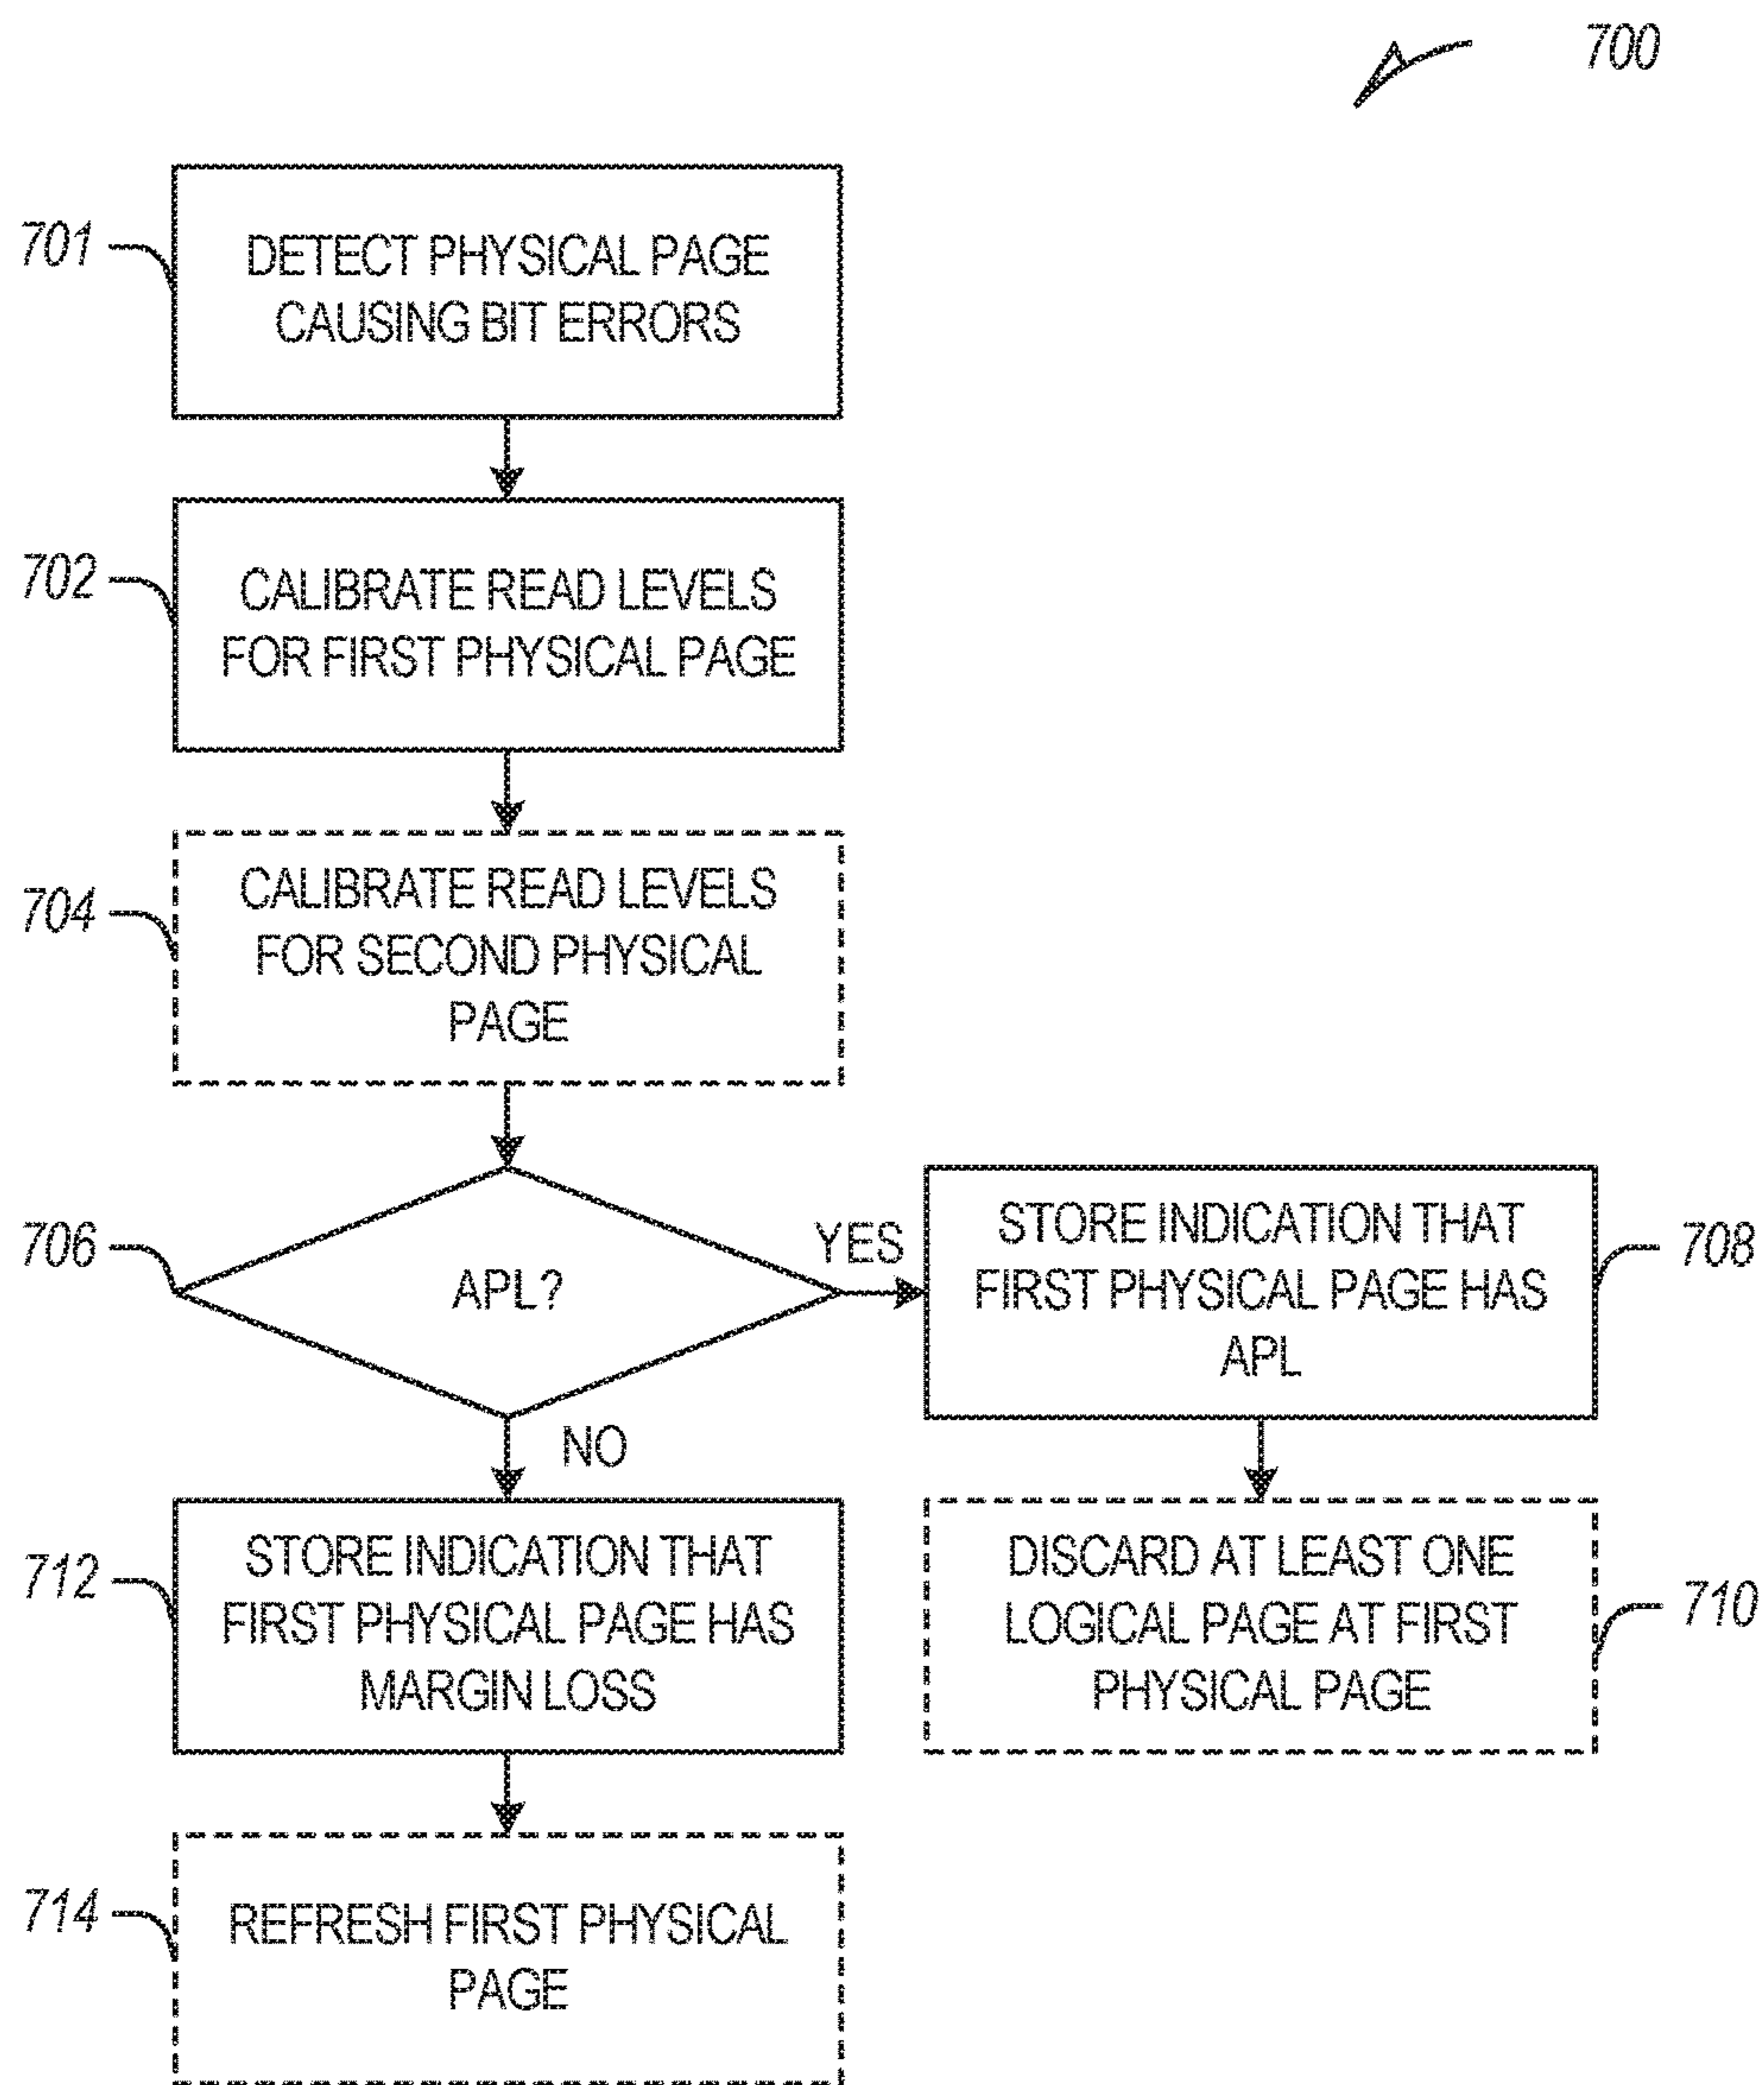 700
701
DETECT PHYSICAL PAGE
CAUSING BIT ERRORS
702
CALIBRATE READ LEVELS
FOR FIRST PHYSICAL PAGE
704
CALIBRATE READ LEVELS
FOR SECOND PHYSICAL
PAGE
706
APL?
YES
NO
STORE INDICATION THAT
FIRST PHYSICAL PAGE HAS
APL
708
712
STORE INDICATION THAT
FIRST PHYSICAL PAGE HAS
MARGIN LOSS
DISCARD AT LEAST ONE
LOGICAL PAGE AT FIRST
PHYSICAL PAGE
710
714
REFRESH FIRST PHYSICAL
PAGE